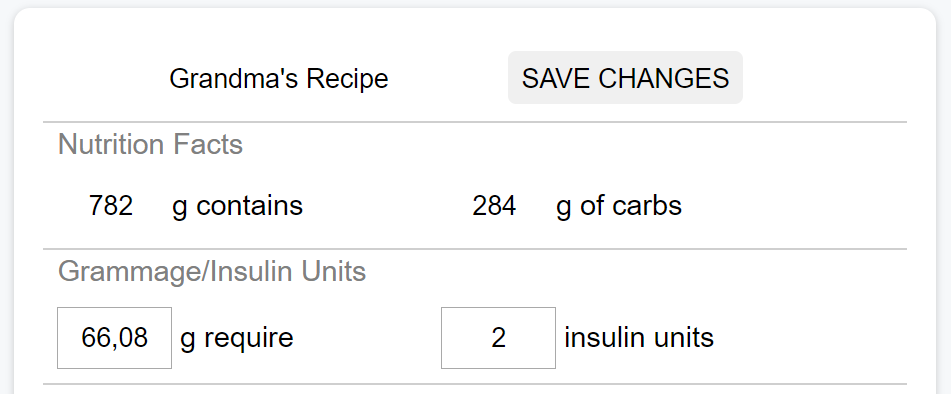 Grandma's Recipe SAVE CHANGES
Nutrition Facts
782 g contains 284 g of carbs
Grammage/Insulin Units
66,08 g require 2 insulin units